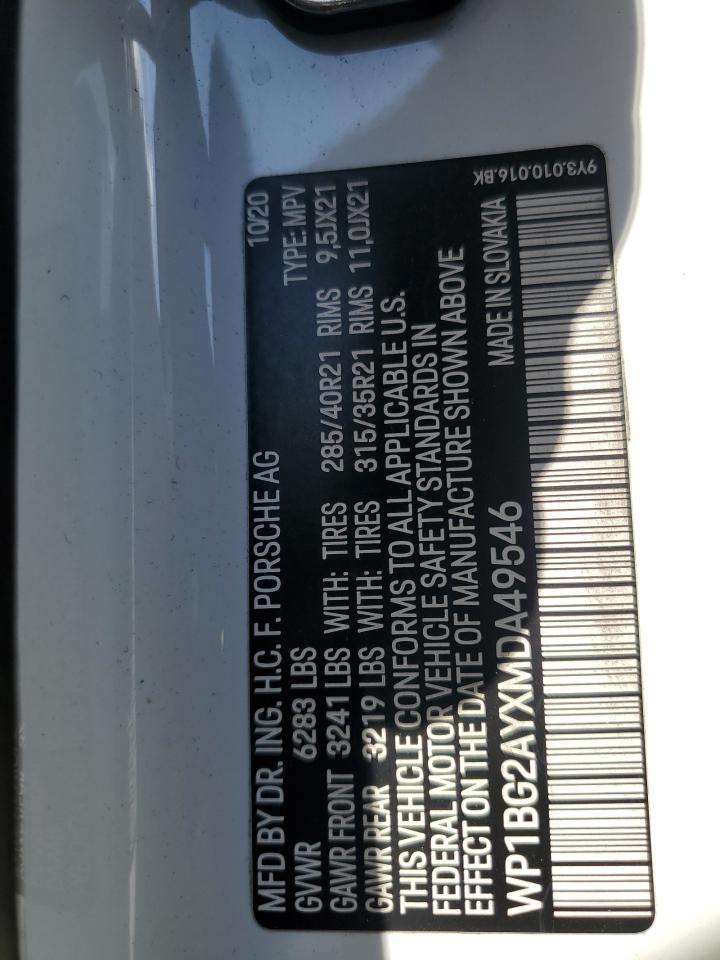 MFD BY DR. ING. H.C. F. PORSCHE AG 10/20
GVWR 6283 LBS TYPE: MPV
GAWR FRONT 3241 LBS WITH: TIRES 285/40R21 RIMS 9,5JX21
GAWR REAR 3219 LBS WITH: TIRES 315/35R21 RIMS 11,0JX21
THIS VEHICLE CONFORMS TO ALL APPLICABLE U.S.
FEDERAL MOTOR VEHICLE SAFETY STANDARDS IN
EFFECT ON THE DATE OF MANUFACTURE SHOWN ABOVE
WP1BG2AYXMDA49546 MADE IN SLOVAKIA
9Y3.010.016.BK